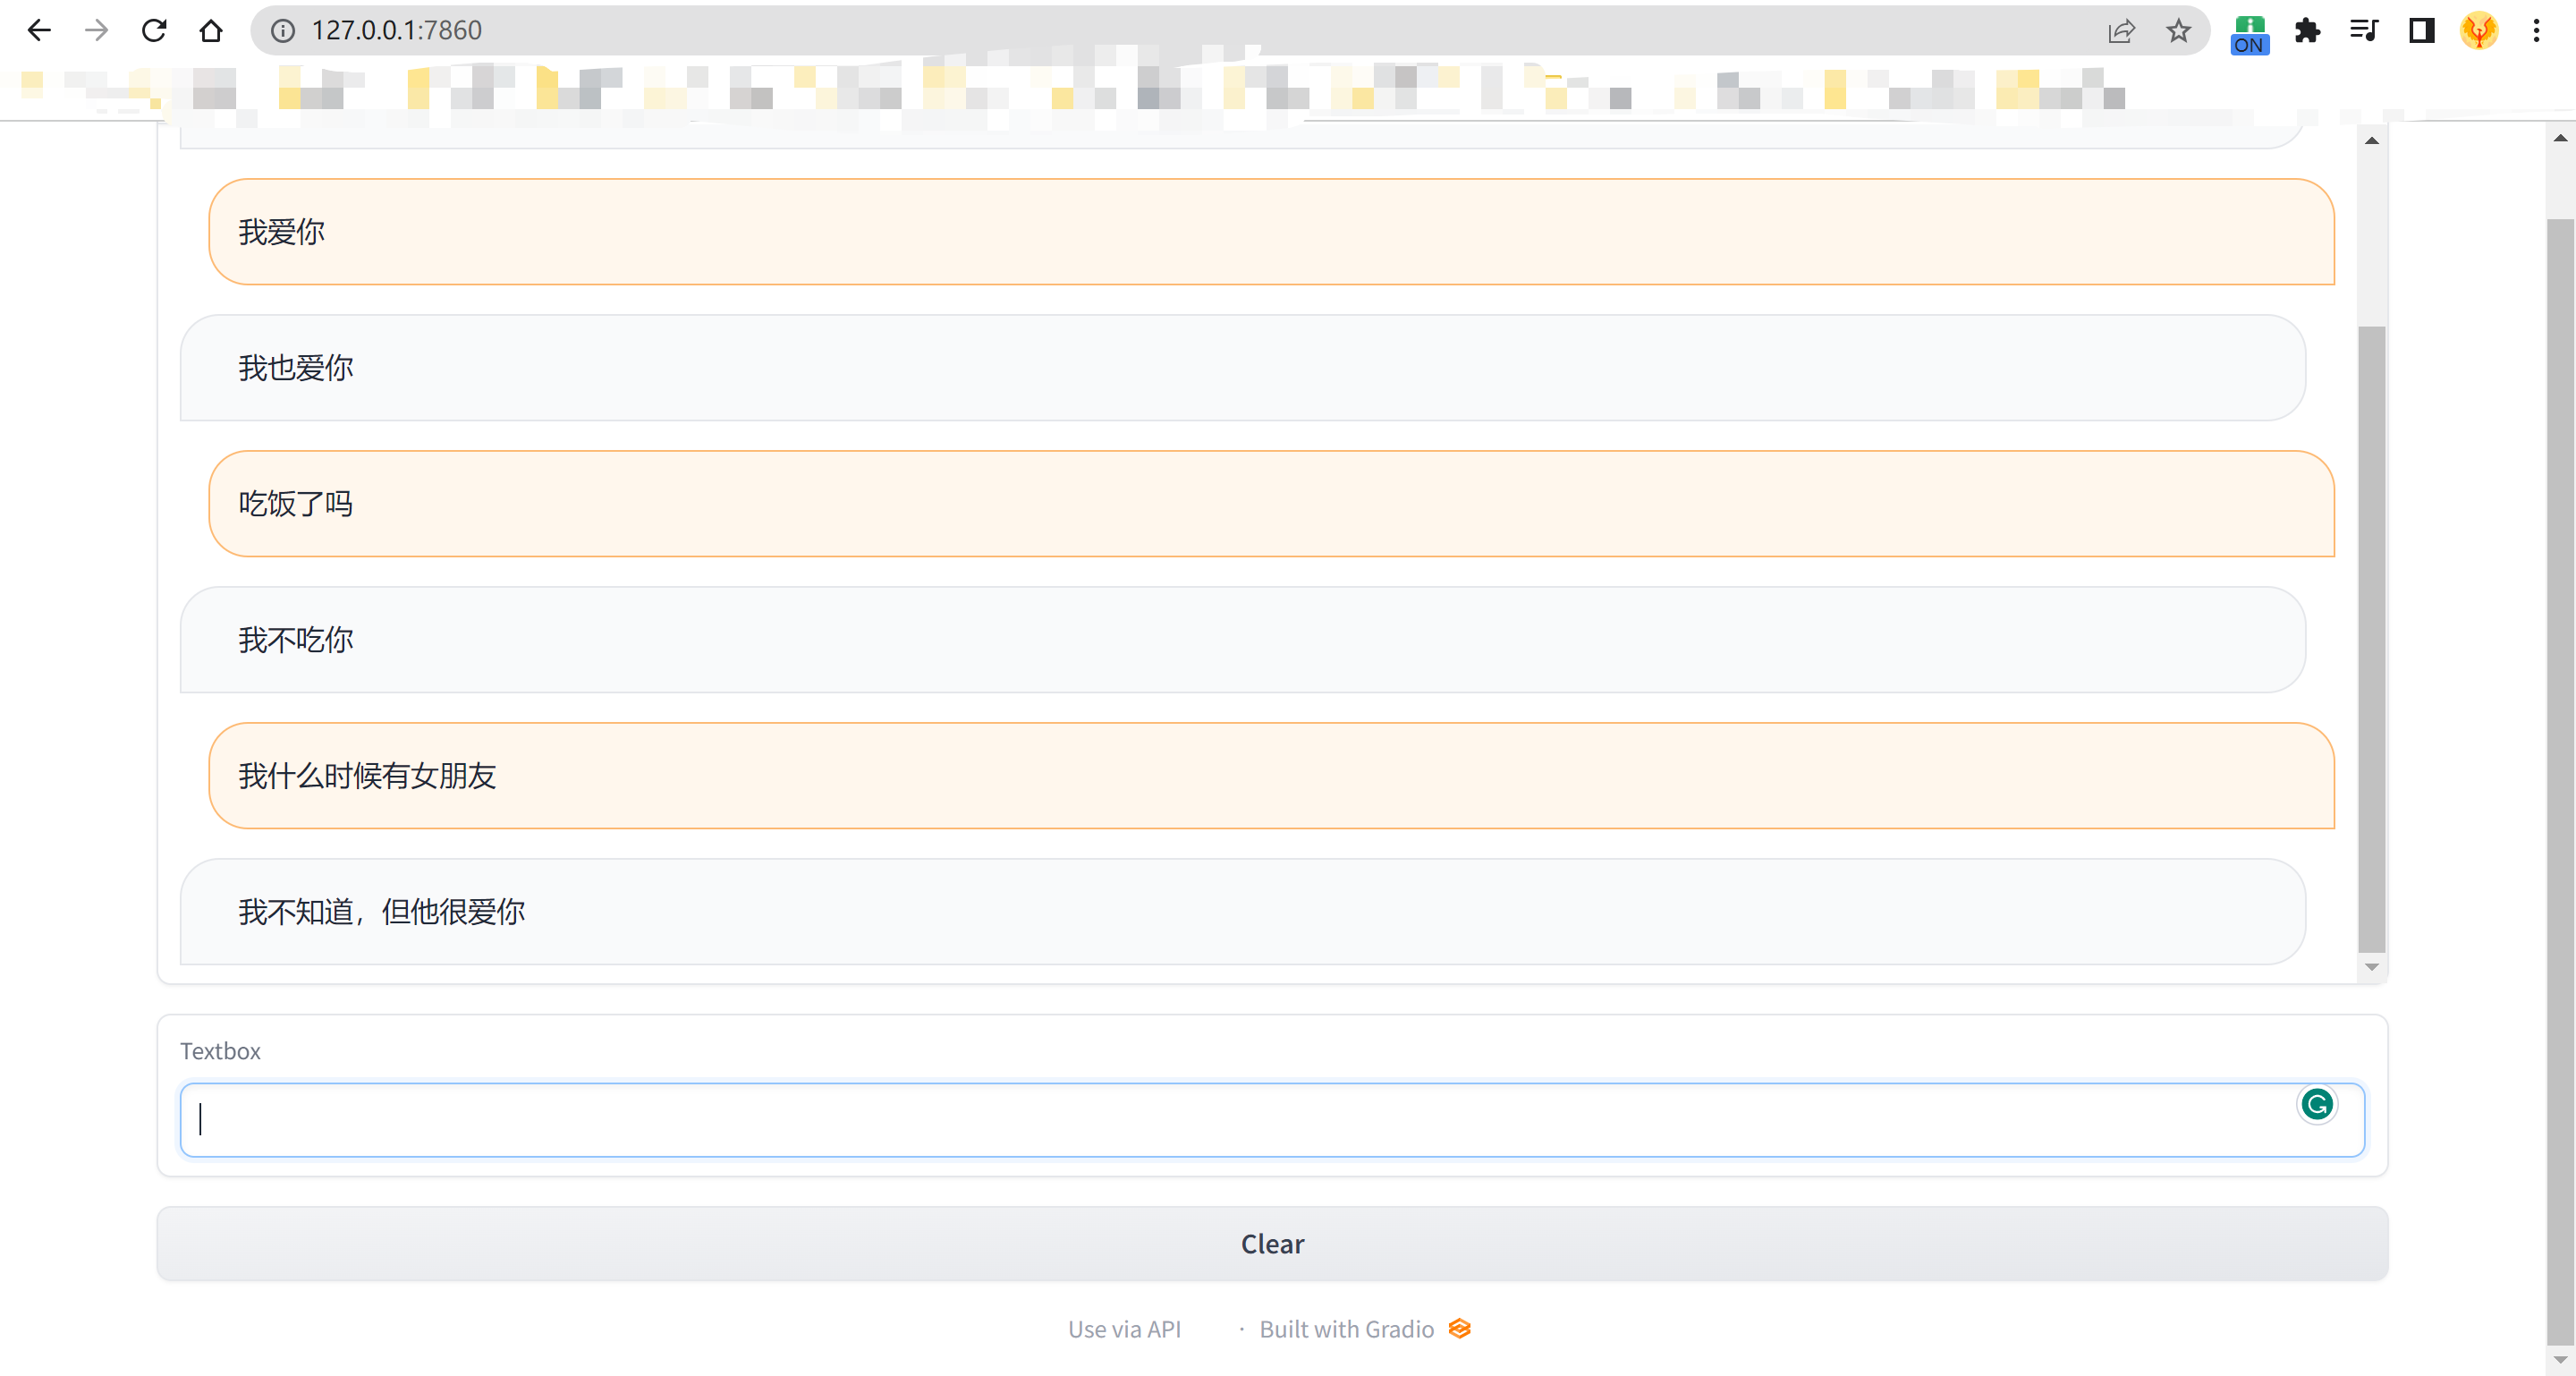 127.0.0.1:7860
ON
我爱你
我也爱你
吃饭了吗
我不吃你
我什么时候有女朋友
我不知道，但他很爱你
Textbox
Clear
Use via API · Built with Gradio